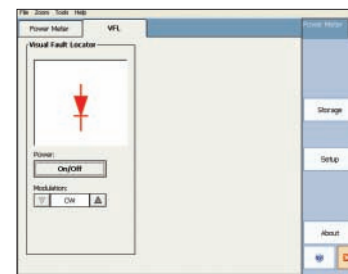 File Zoom Tools Help
Power Meter VFL
Power Meter
Visual Fault Locator
Power:
On/Off
Modulation:
CW
Storage
Setup
About